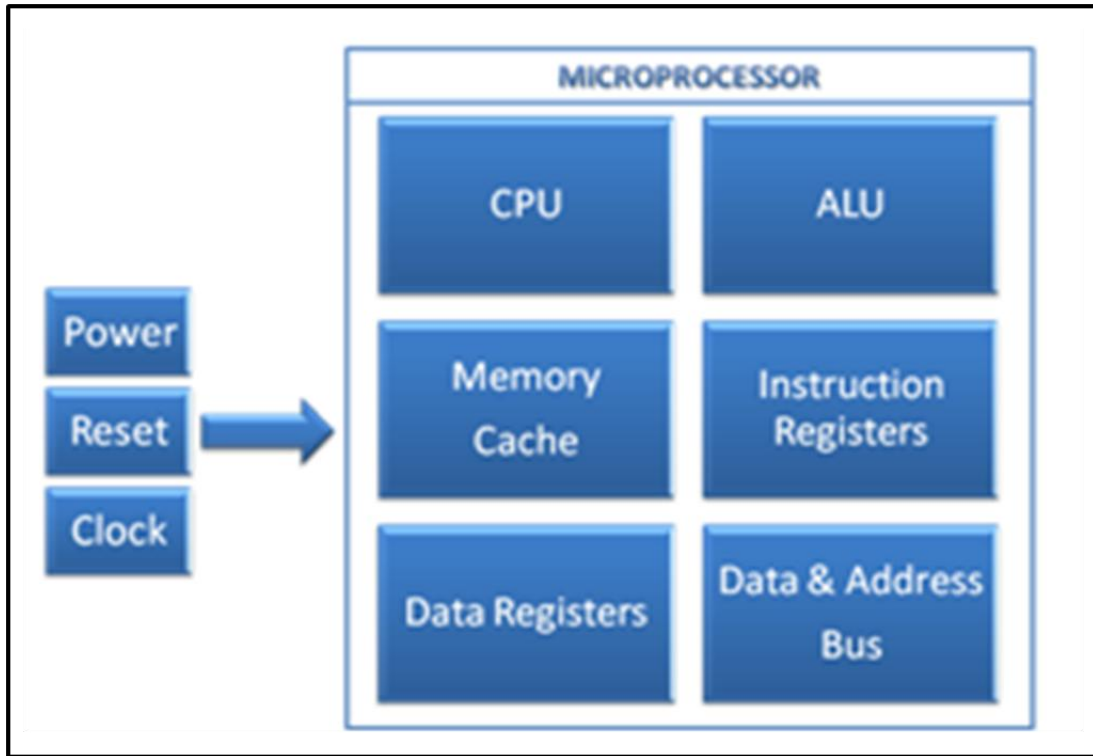 MICROPROCESSOR
CPU
ALU
Power
Reset
Clock
Memory
Cache
Instruction
Registers
Data Registers
Data & Address
Bus